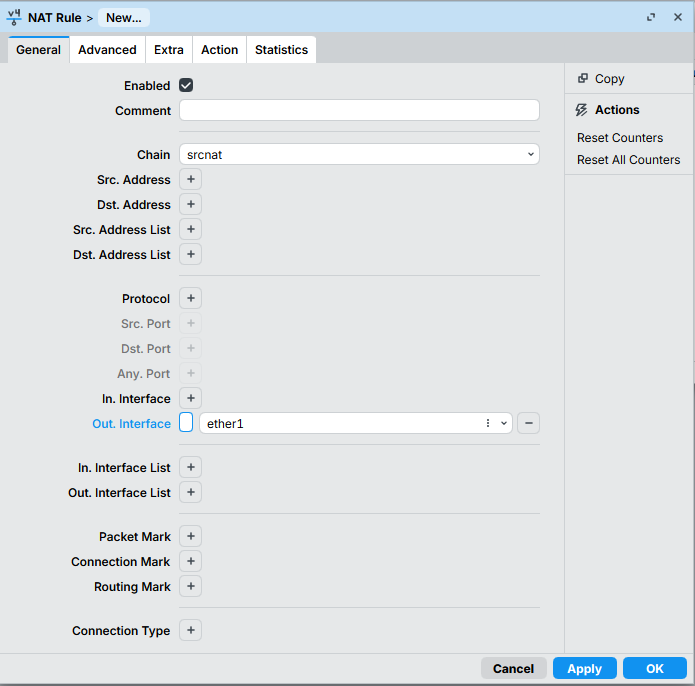 v4 NAT Rule > New...
General Advanced Extra Action Statistics
Enabled
Comment
Chain srcnat
Src. Address +
Dst. Address +
Src. Address List +
Dst. Address List +
Protocol +
Src. Port +
Dst. Port +
Any. Port +
In. Interface +
Out. Interface ether1 −
In. Interface List +
Out. Interface List +
Packet Mark +
Connection Mark +
Routing Mark +
Connection Type +
Copy
Actions
Reset Counters
Reset All Counters
Cancel Apply OK